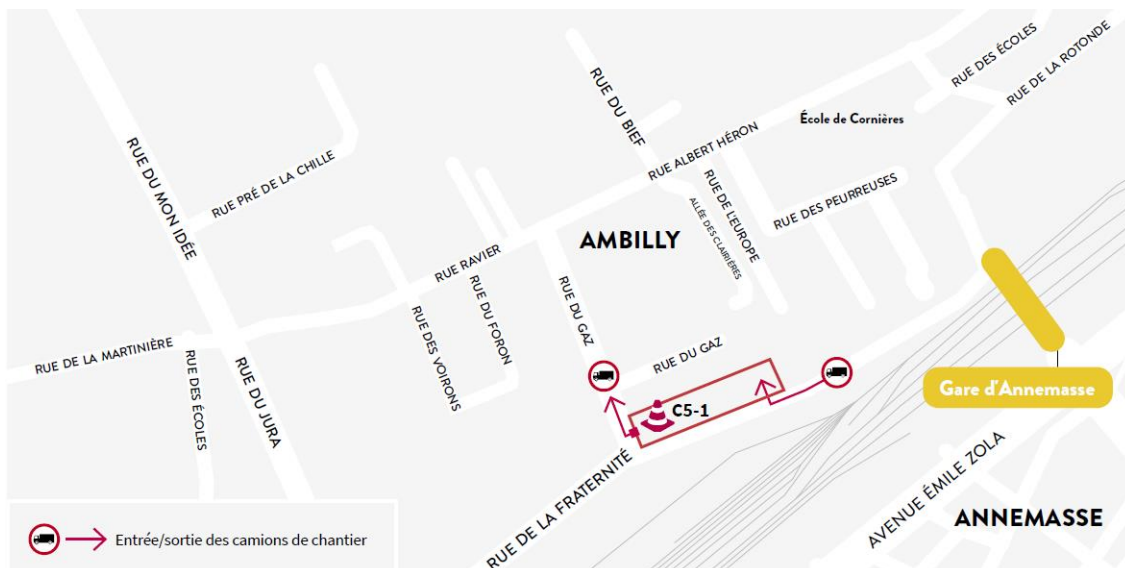 RUE DES ÉCOLES
RUE DE LA ROTONDE
RUE DU BIEF
École de Cornières
RUE ALBERT HÉRON
RUE DU MON IDÉE
RUE PRÉ DE LA CHILLE
RUE DE L'EUROPE
RUE DES PEURREUSES
ALLÉE DES CLAIRIÈRES
AMBILLY
RUE RAVIER
RUE DU GAZ
RUE DU FORON
RUE DES VOIRONS
RUE DE LA MARTINIÈRE
RUE DES ÉCOLES
RUE DU JURA
RUE DU GAZ
C5-1
Gare d'Annemasse
RUE DE LA FRATERNITÉ
AVENUE ÉMILE ZOLA
ANNEMASSE
Entrée/sortie des camions de chantier